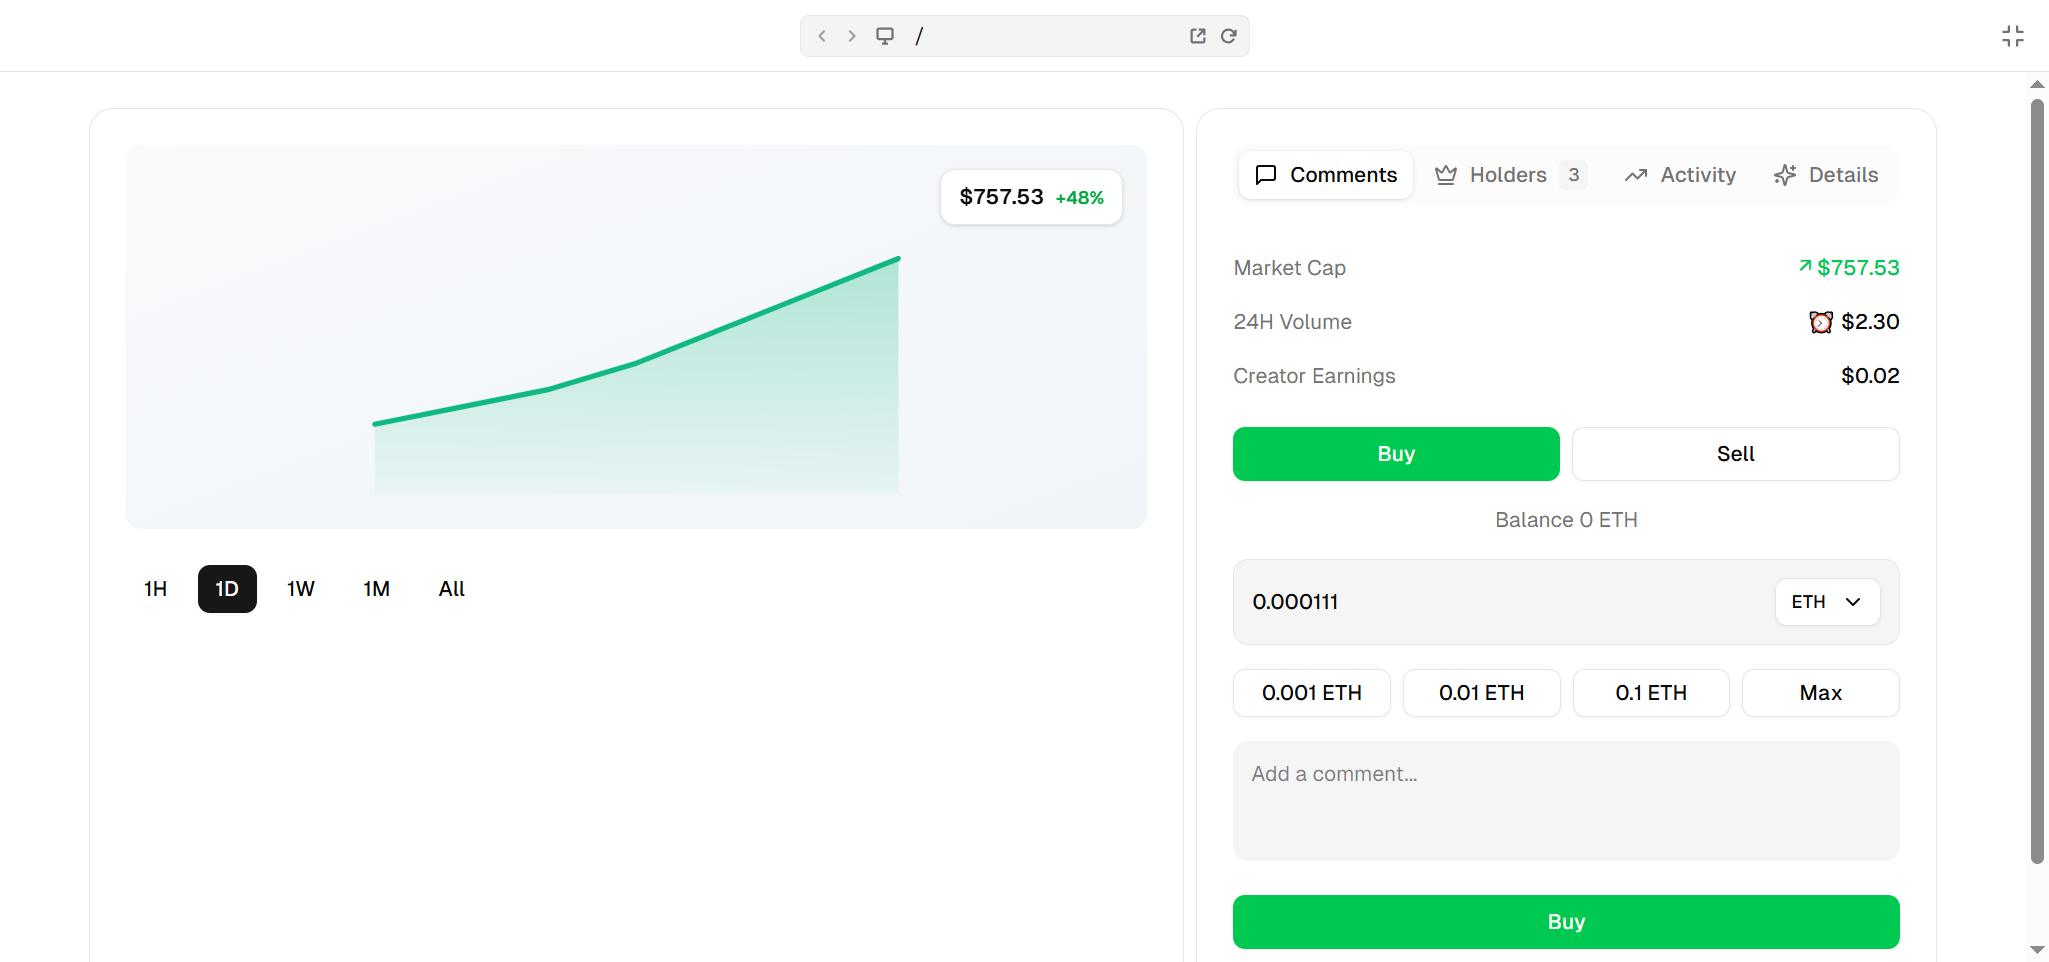 /
$757.53 +48%
1H 1D 1W 1M All
Comments Holders 3 Activity Details
Market Cap $757.53
24H Volume $2.30
Creator Earnings $0.02
Buy Sell
Balance 0 ETH
0.000111 ETH
0.001 ETH 0.01 ETH 0.1 ETH Max
Add a comment...
Buy